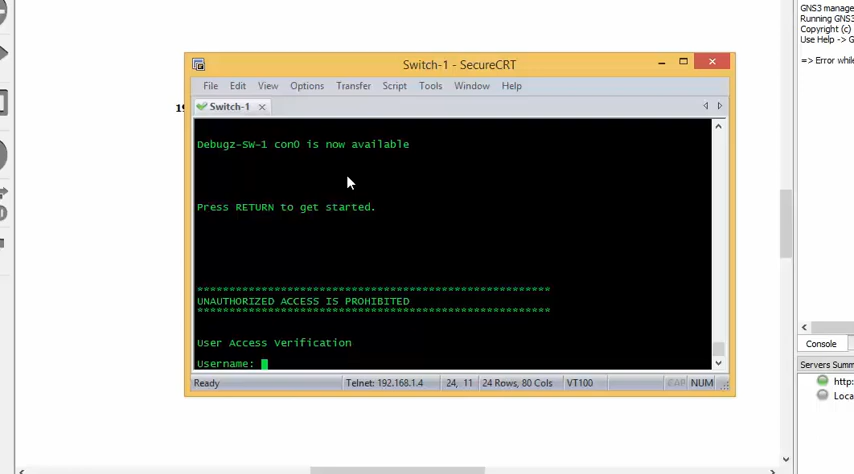 GNS3 manage
Running GNS3
Copyright (c)
Use Help -> G
=> Error while
Switch-1 - SecureCRT
File Edit View Options Transfer Script Tools Window Help
19
Switch-1
Debugz-SW-1 con0 is now available
Press RETURN to get started.
*******************************************************
UNAUTHORIZED ACCESS IS PROHIBITED
*******************************************************
User Access Verification
Username:
Ready Telnet: 192.168.1.4 24, 11 24 Rows, 80 Cols VT100 CAP NUM
Console
Servers Summ
http:
Loca